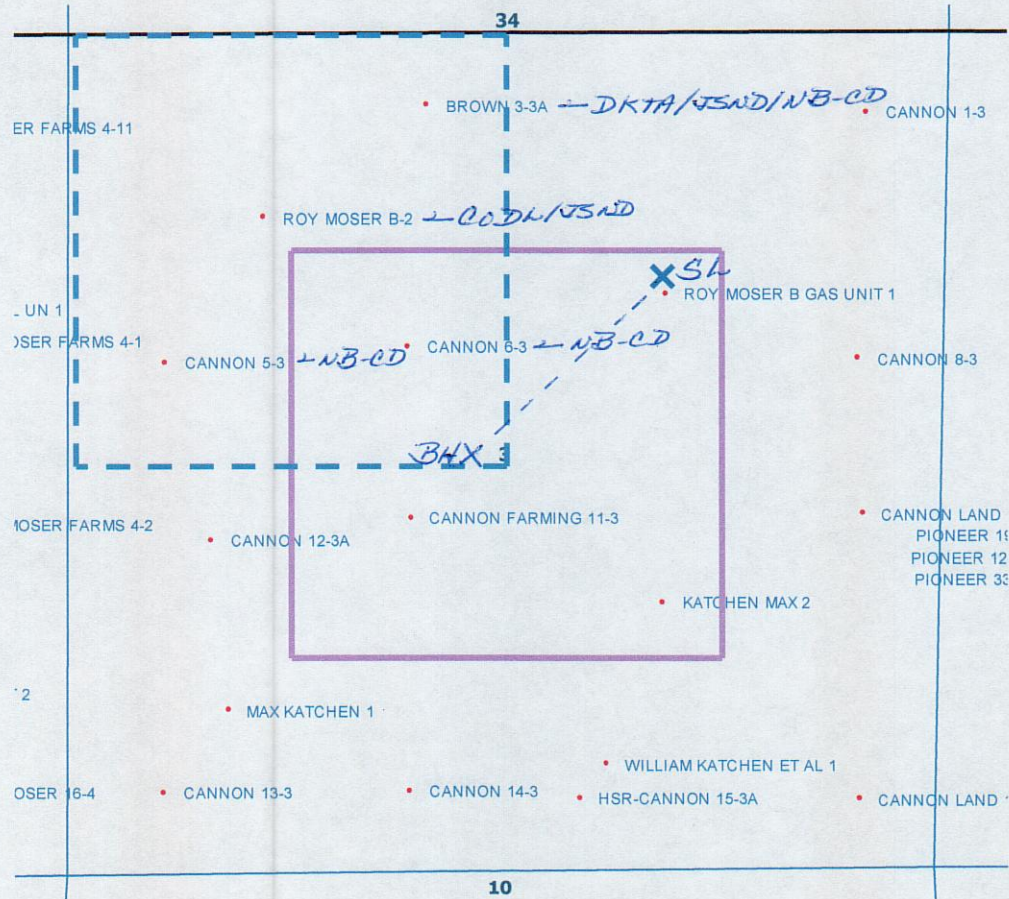 34
BROWN 3-3A — DKTA/JSND/NB-CD
CANNON 1-3
ER FARMS 4-11
ROY MOSER B-2 — CODL/JSND
SL
ROY MOSER B GAS UNIT 1
UN 1
OSER FARMS 4-1
CANNON 5-3 — NB-CD
CANNON 6-3 — NB-CD
CANNON 8-3
BHX 3
MOSER FARMS 4-2
CANNON 12-3A
CANNON FARMING 11-3
CANNON LAND
PIONEER 19
PIONEER 12
PIONEER 33
KATCHEN MAX 2
2
MAX KATCHEN 1
WILLIAM KATCHEN ET AL 1
OSER 16-4
CANNON 13-3
CANNON 14-3
HSR-CANNON 15-3A
CANNON LAND 1
10